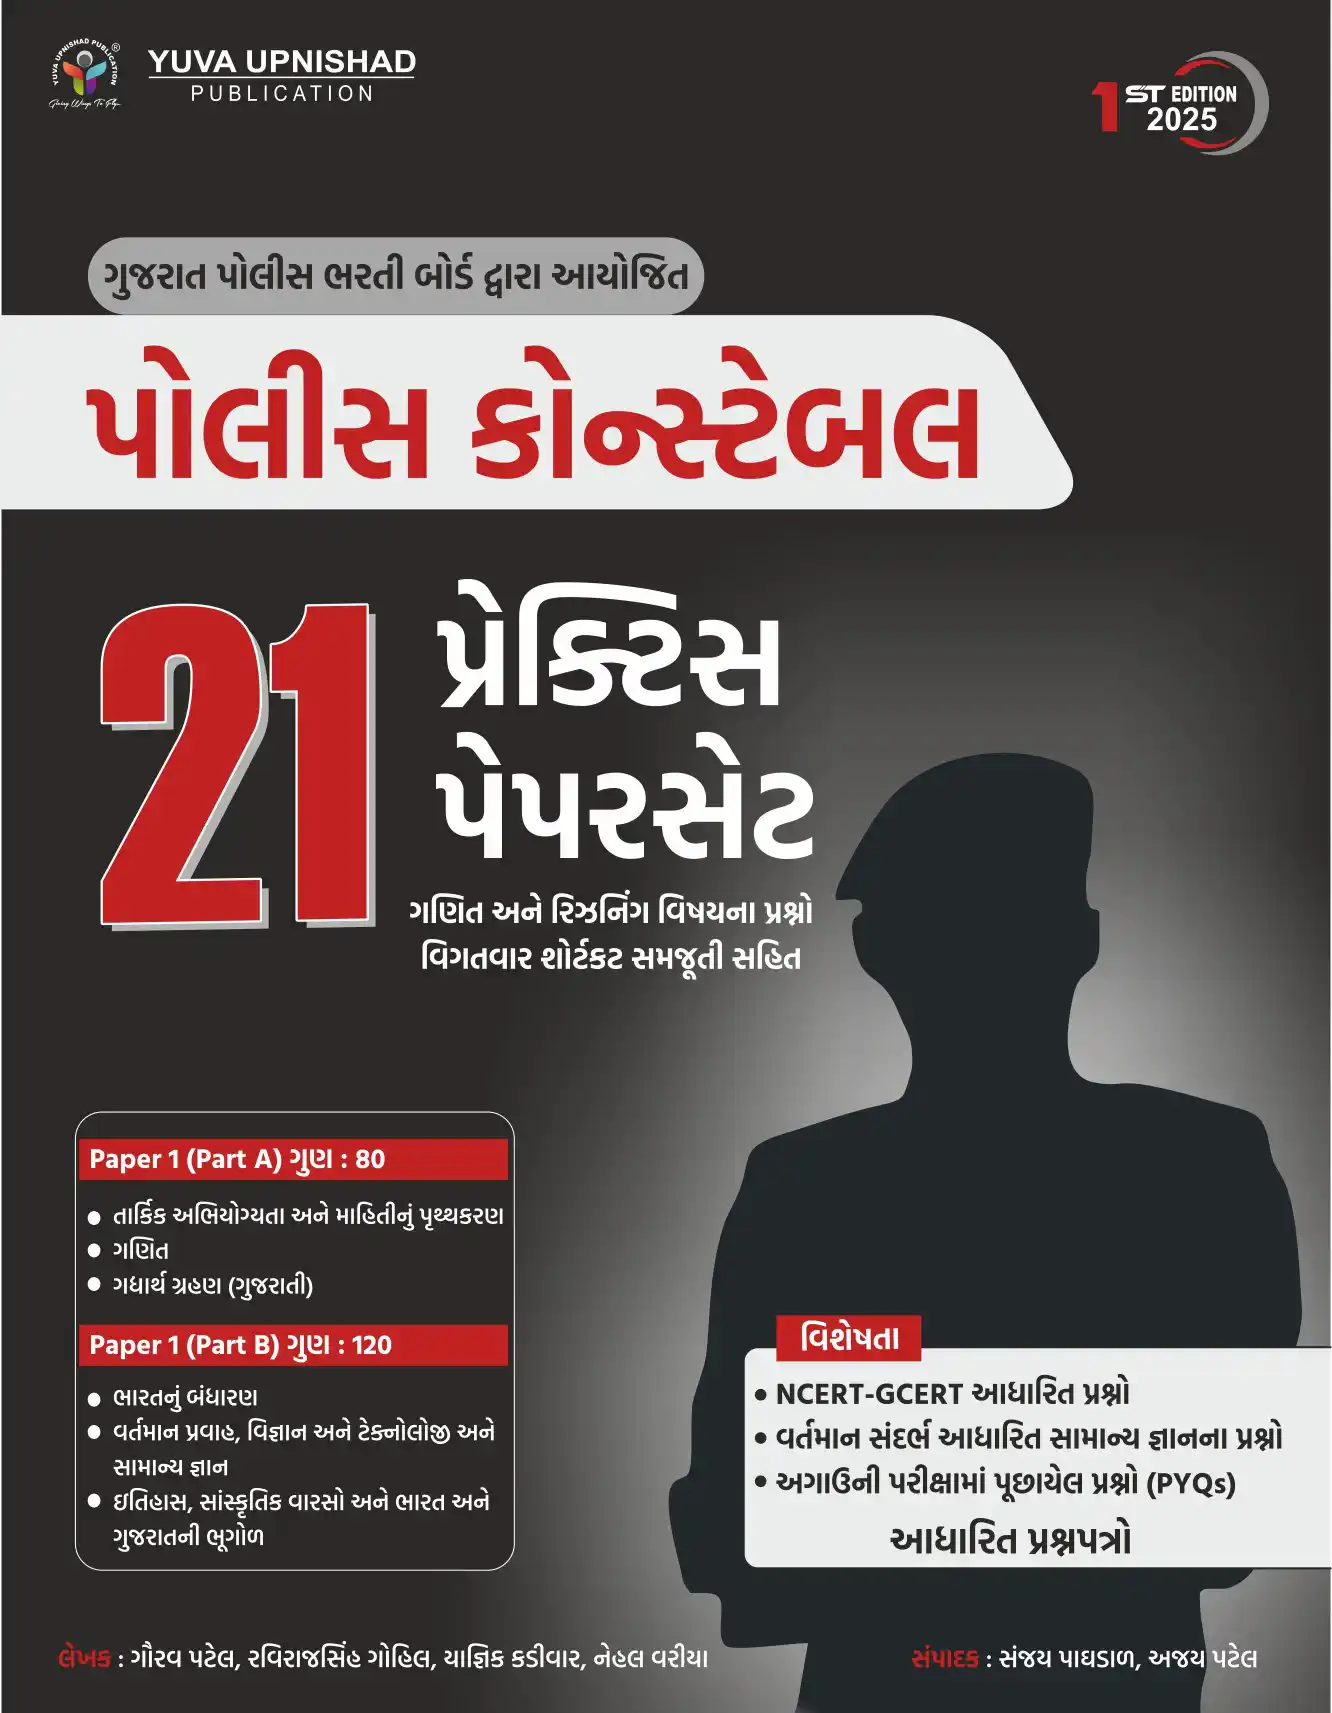 YUVA UPNISHAD PUBLICATION®
Giving Wings To Fly
YUVA UPNISHAD
PUBLICATION
1ST EDITION
2025
ગુજરાત પોલીસ ભરતી બોર્ડ દ્વારા આયોજિત
પોલીસ કોન્સ્ટેબલ
21
પ્રેક્ટિસ
પેપરસેટ
ગણિત અને રિઝનિંગ વિષયના પ્રશ્નો
વિગતવાર શોર્ટકટ સમજૂતી સહિત
Paper 1 (Part A) ગુણ : 80
● તાર્કિક અભિયોગ્યતા અને માહિતીનું પૃથ્થકરણ
● ગણિત
● ગદ્યાર્થ ગ્રહણ (ગુજરાતી)
Paper 1 (Part B) ગુણ : 120
● ભારતનું બંધારણ
● વર્તમાન પ્રવાહ, વિજ્ઞાન અને ટેક્નોલોજી અને
સામાન્ય જ્ઞાન
● ઇતિહાસ, સાંસ્કૃતિક વારસો અને ભારત અને
ગુજરાતની ભૂગોળ
વિશેષતા
• NCERT-GCERT આધારિત પ્રશ્નો
• વર્તમાન સંદર્ભ આધારિત સામાન્ય જ્ઞાનના પ્રશ્નો
• અગાઉની પરીક્ષામાં પૂછાયેલ પ્રશ્નો (PYQs)
આધારિત પ્રશ્નપત્રો
લેખક : ગૌરવ પટેલ, રવિરાજસિંહ ગોહિલ, યાજ્ઞિક કડીવાર, નેહલ વરીયા
સંપાદક : સંજય પાઘડાળ, અજય પટેલ